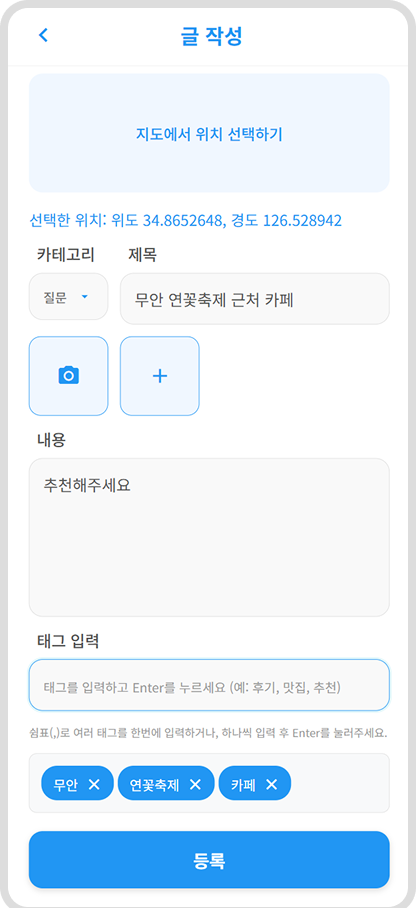 글 작성
지도에서 위치 선택하기
선택한 위치: 위도 34.8652648, 경도 126.528942
카테고리 제목
질문 무안 연꽃축제 근처 카페
내용
추천해주세요
태그 입력
태그를 입력하고 Enter를 누르세요 (예: 후기, 맛집, 추천)
쉼표(,)로 여러 태그를 한번에 입력하거나, 하나씩 입력 후 Enter를 눌러주세요.
무안 연꽃축제 카페
등록